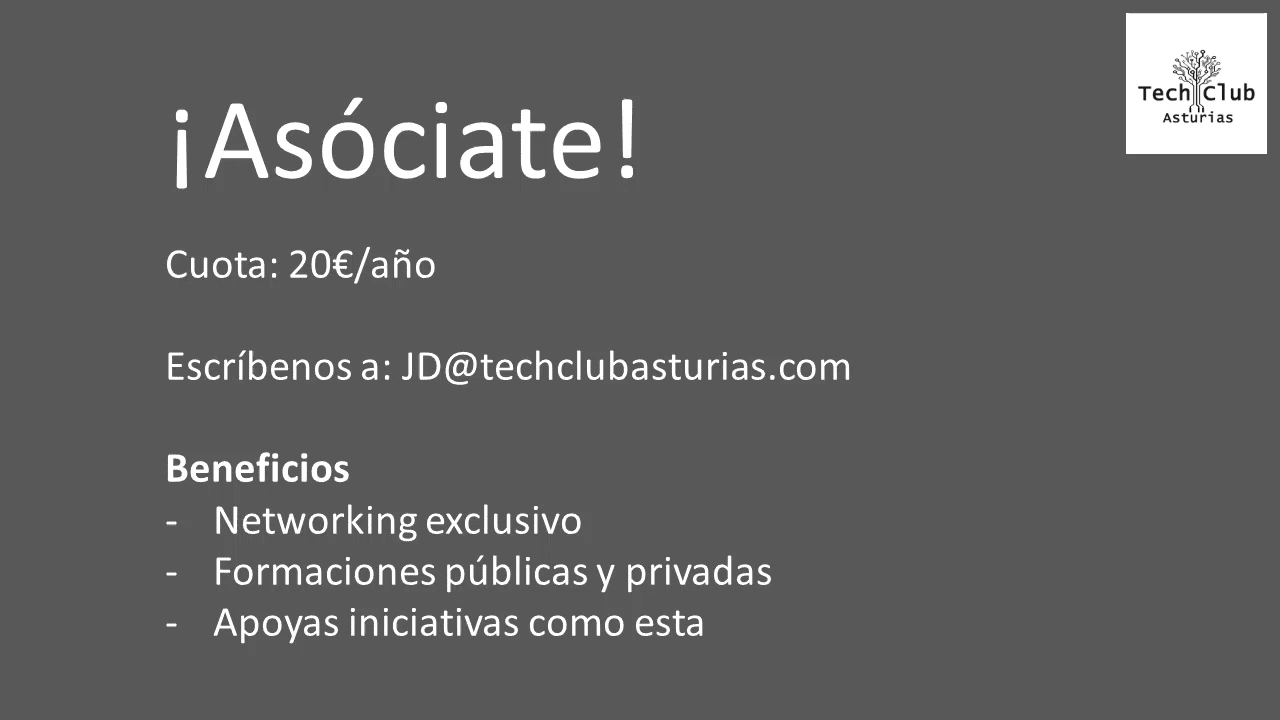 ¡Asóciate!
Tech Club
Asturias
Cuota: 20€/año
Escríbenos a: JD@techclubasturias.com
Beneficios
- Networking exclusivo
- Formaciones públicas y privadas
- Apoyas iniciativas como esta